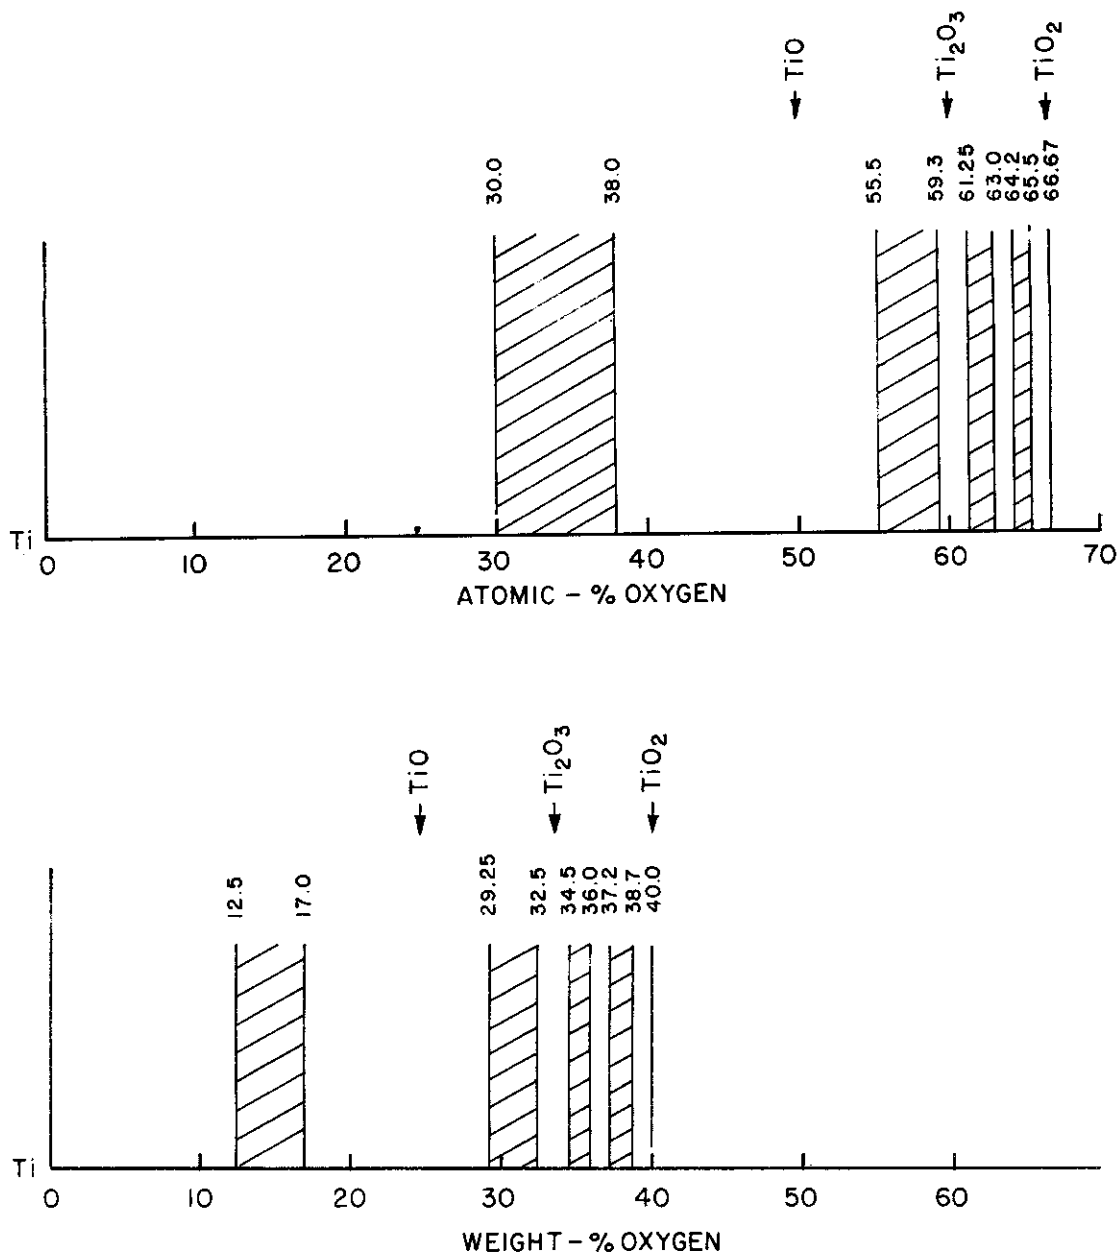 TiO
Ti2O3
TiO2
30.0
38.0
55.5
59.3
61.25
63.0
64.2
65.5
66.67
Ti
0 10 20 30 40 50 60 70
ATOMIC - % OXYGEN
TiO
Ti2O3
TiO2
12.5
17.0
29.25
32.5
34.5
36.0
37.2
38.7
40.0
Ti
0 10 20 30 40 50 60
WEIGHT - % OXYGEN